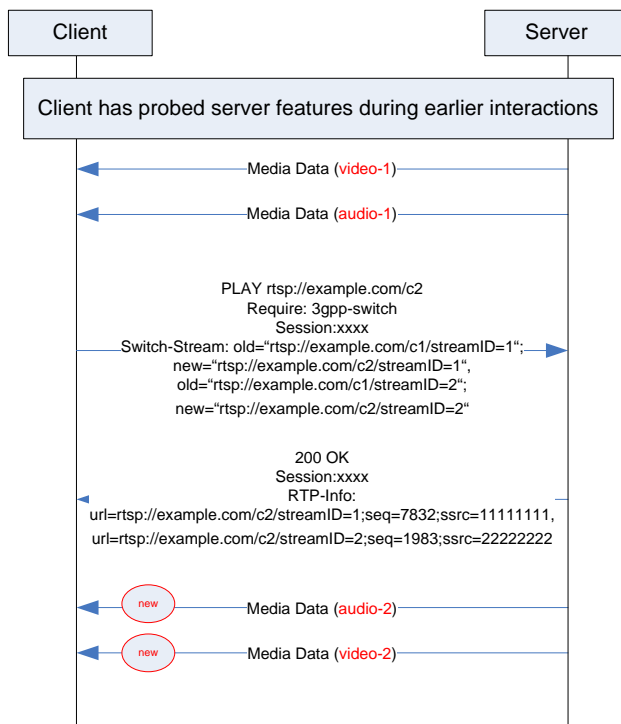 Client
Server
Client has probed server features during earlier interactions
Media Data (video-1)
Media Data (audio-1)
PLAY rtsp://example.com/c2
Require: 3gpp-switch
Session:xxxx
Switch-Stream: old=“rtsp://example.com/c1/streamID=1“;
new=“rtsp://example.com/c2/streamID=1“,
old=“rtsp://example.com/c1/streamID=2“;
new=“rtsp://example.com/c2/streamID=2“
200 OK
Session:xxxx
RTP-Info:
url=rtsp://example.com/c2/streamID=1;seq=7832;ssrc=11111111,
url=rtsp://example.com/c2/streamID=2;seq=1983;ssrc=22222222
new
Media Data (audio-2)
new
Media Data (video-2)